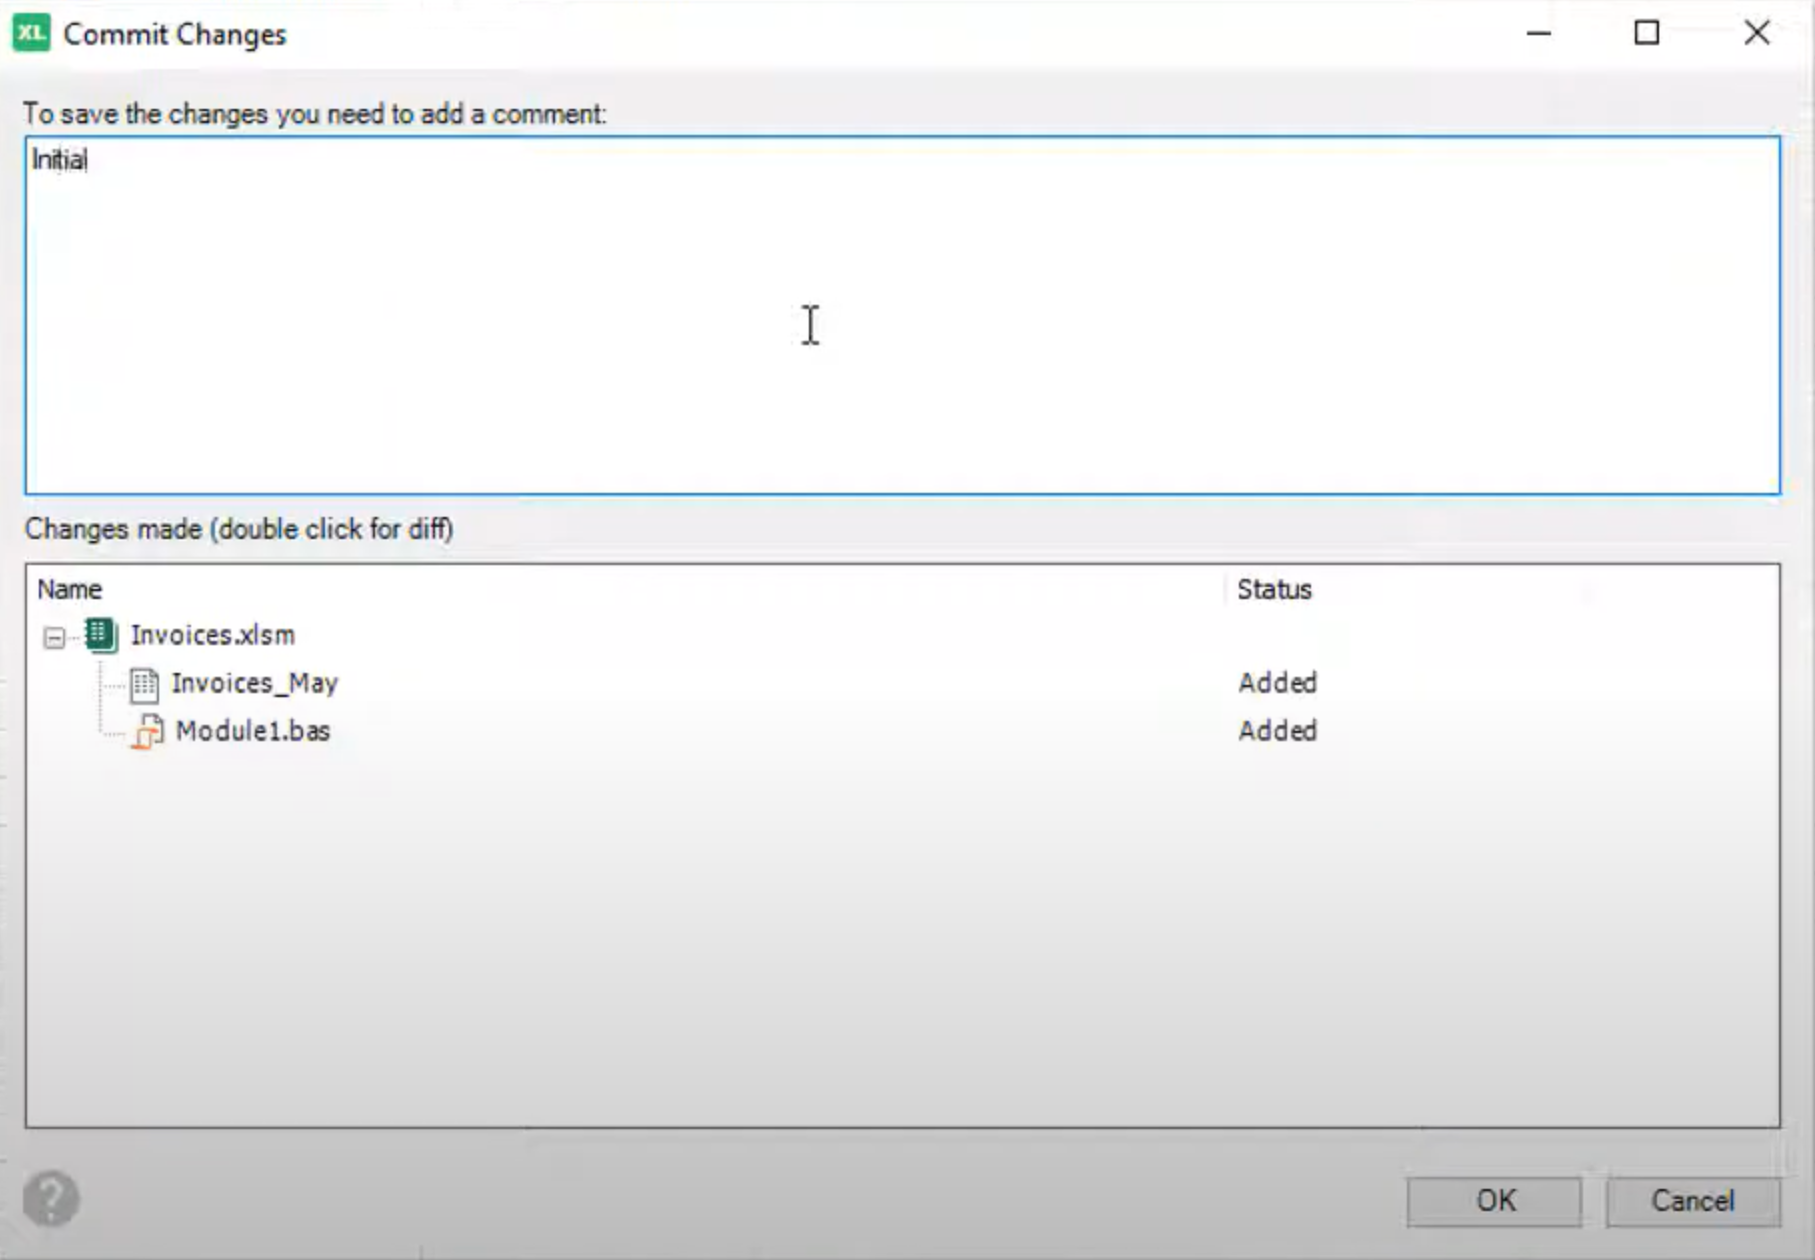 XL Commit Changes
To save the changes you need to add a comment:
Initial
Changes made (double click for diff)
Name Status
Invoices.xlsm
Invoices_May Added
Module1.bas Added
? OK Cancel